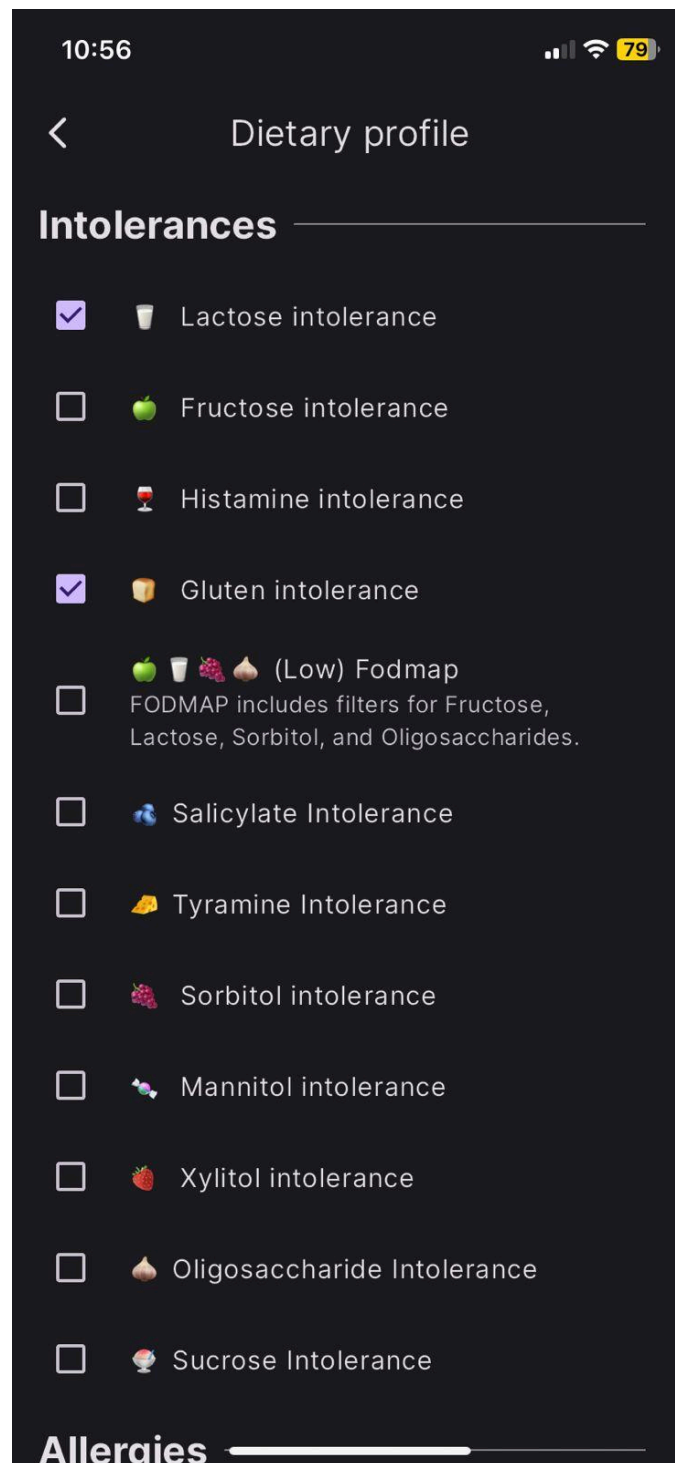 10:56
79
Dietary profile
Intolerances
Lactose intolerance
Fructose intolerance
Histamine intolerance
Gluten intolerance
(Low) Fodmap
FODMAP includes filters for Fructose,
Lactose, Sorbitol, and Oligosaccharides.
Salicylate Intolerance
Tyramine Intolerance
Sorbitol intolerance
Mannitol intolerance
Xylitol intolerance
Oligosaccharide Intolerance
Sucrose Intolerance
Allergies